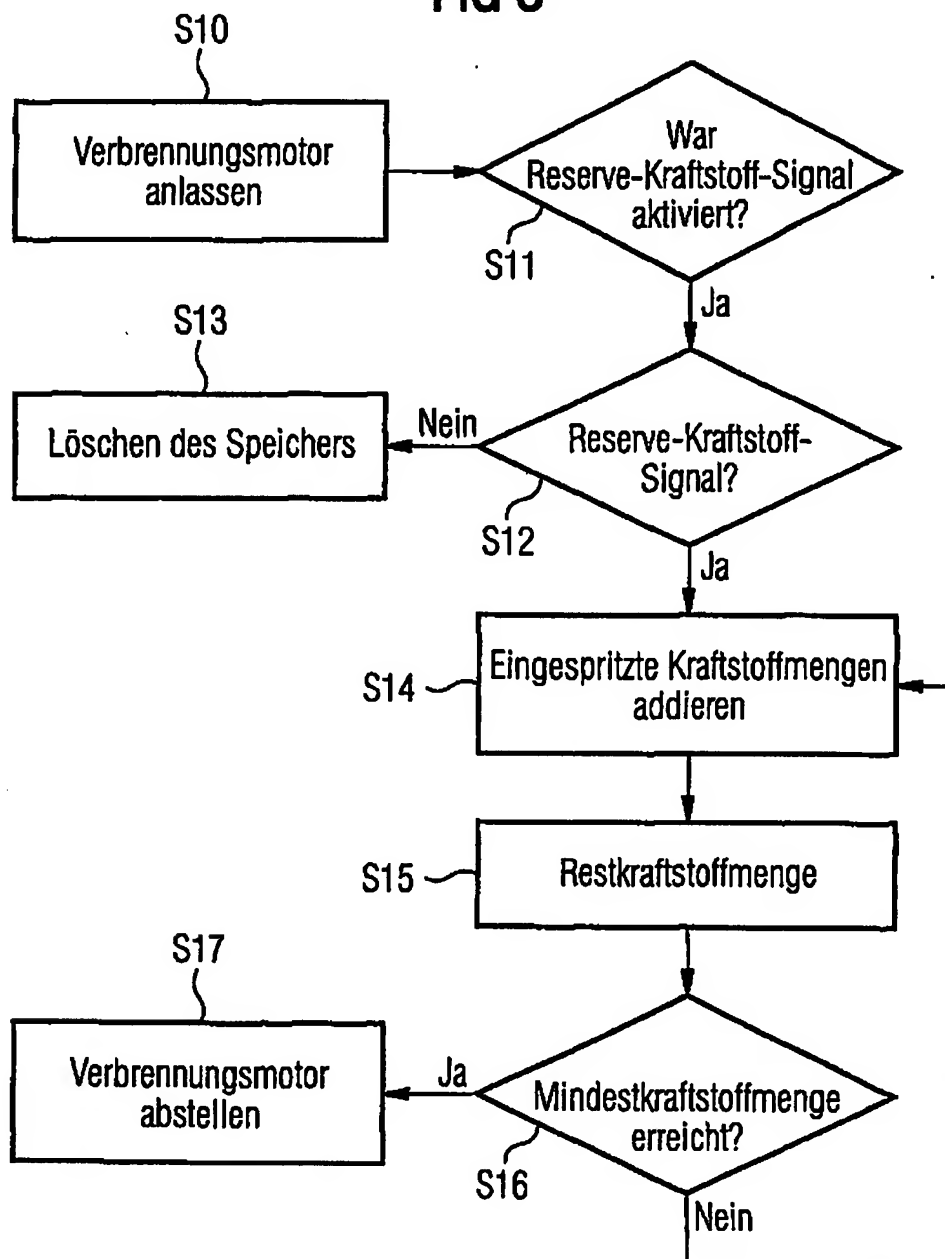 S10
Verbrennungsmotor
anlassen
War
Reserve-Kraftstoff-Signal
aktiviert?
S11
Ja
S13
Löschen des Speichers
Nein
Reserve-Kraftstoff-
Signal?
S12
Ja
Eingespritzte Kraftstoffmengen
addieren
S14
Restkraftstoffmenge
S15
S17
Verbrennungsmotor
abstellen
Ja
Mindestkraftstoffmenge
erreicht?
S16
Nein